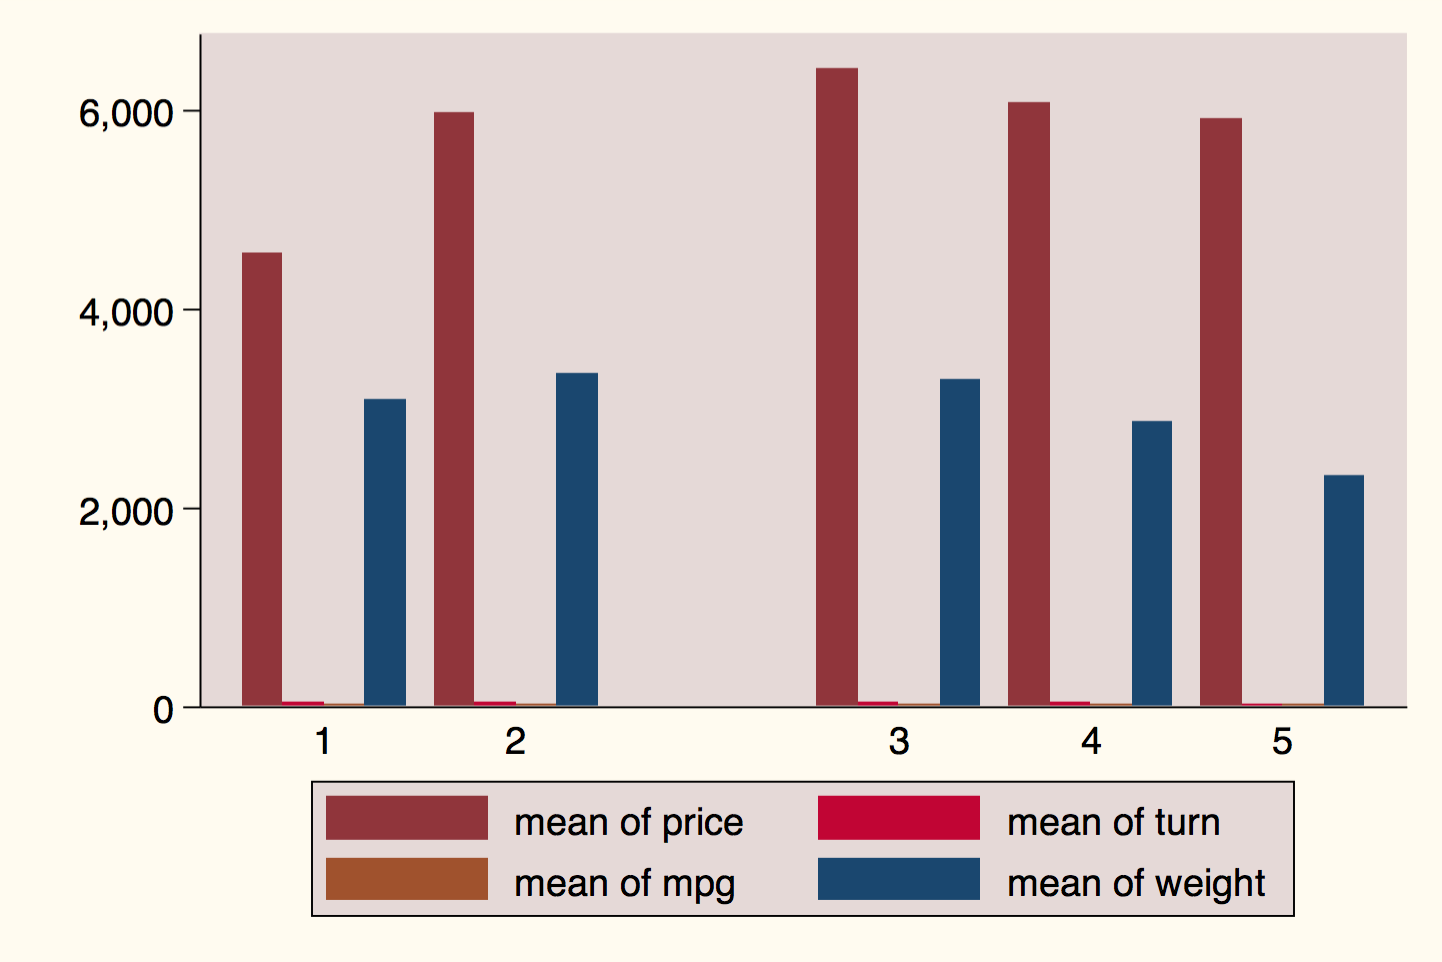 6,000
4,000
2,000
0
1 2 3 4 5
mean of price mean of turn
mean of mpg mean of weight